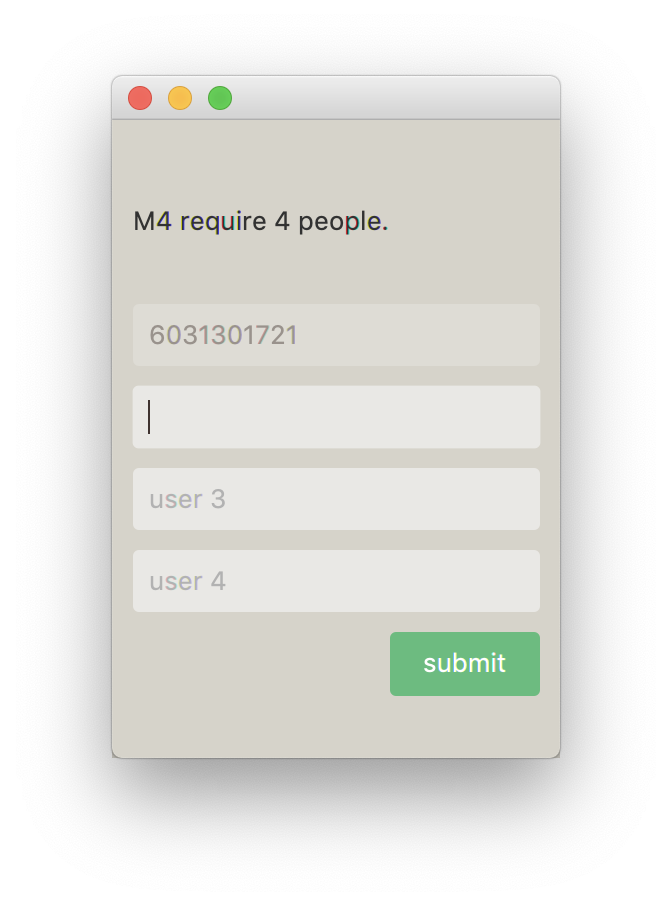 M4 require 4 people.
6031301721
user 3
user 4
submit